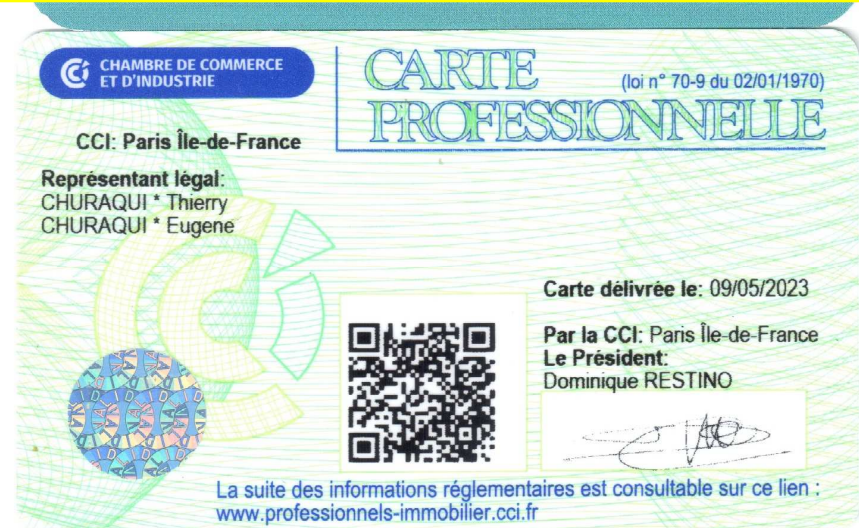 CHAMBRE DE COMMERCE
ET D'INDUSTRIE
CARTE
PROFESSIONNELLE
(loi n° 70-9 du 02/01/1970)
CCI: Paris Île-de-France
Représentant légal:
CHURAQUI * Thierry
CHURAQUI * Eugene
Carte délivrée le: 09/05/2023
Par la CCI: Paris Île-de-France
Le Président:
Dominique RESTINO
La suite des informations réglementaires est consultable sur ce lien :
www.professionnels-immobilier.cci.fr